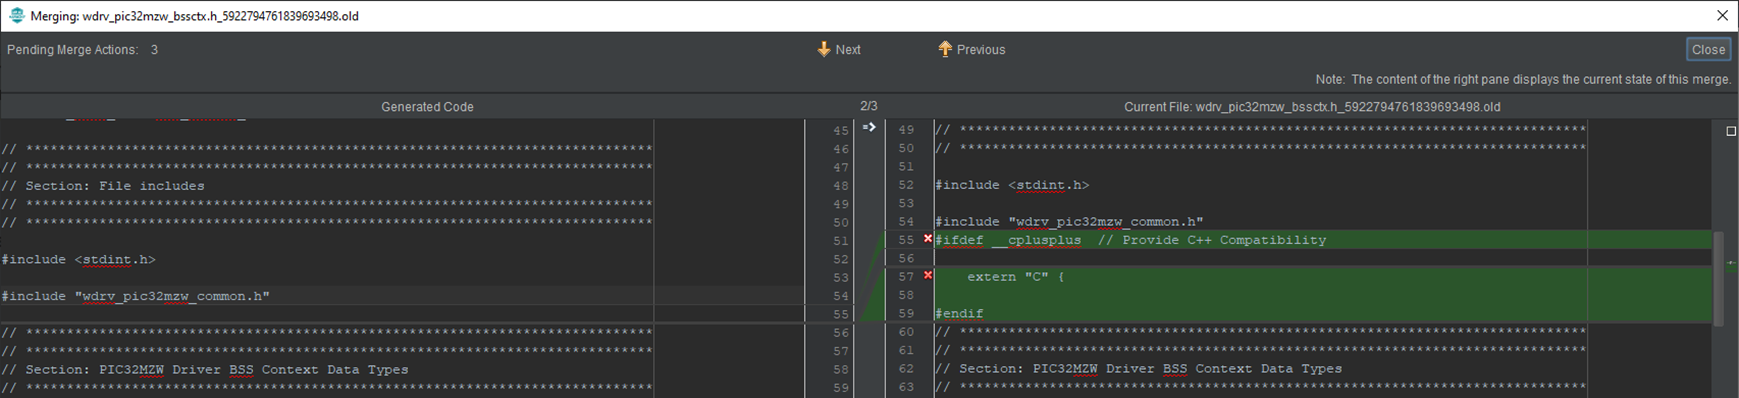 Merging: wdrv_pic32mzw_bssctx.h_5922794761839693498.old
Pending Merge Actions: 3
Next
Previous
Close
Note: The content of the right pane displays the current state of this merge.
Generated Code
2/3
Current File: wdrv_pic32mzw_bssctx.h_5922794761839693498.old
45
// ****************************************************************************** 46
// ****************************************************************************** 47
// Section: File includes 48
// ****************************************************************************** 49
// ****************************************************************************** 50
51
#include <stdint.h> 52
53
#include "wdrv_pic32mzw_common.h" 54
55
// ****************************************************************************** 56
// ****************************************************************************** 57
// Section: PIC32MZW Driver BSS Context Data Types 58
// ****************************************************************************** 59
49 // ******************************************************************************
50 // ******************************************************************************
51
52 #include <stdint.h>
53
54 #include "wdrv_pic32mzw_common.h"
55 #ifdef __cplusplus // Provide C++ Compatibility
56
57 extern "C" {
58
59 #endif
60 // ******************************************************************************
61 // ******************************************************************************
62 // Section: PIC32MZW Driver BSS Context Data Types
63 // ******************************************************************************